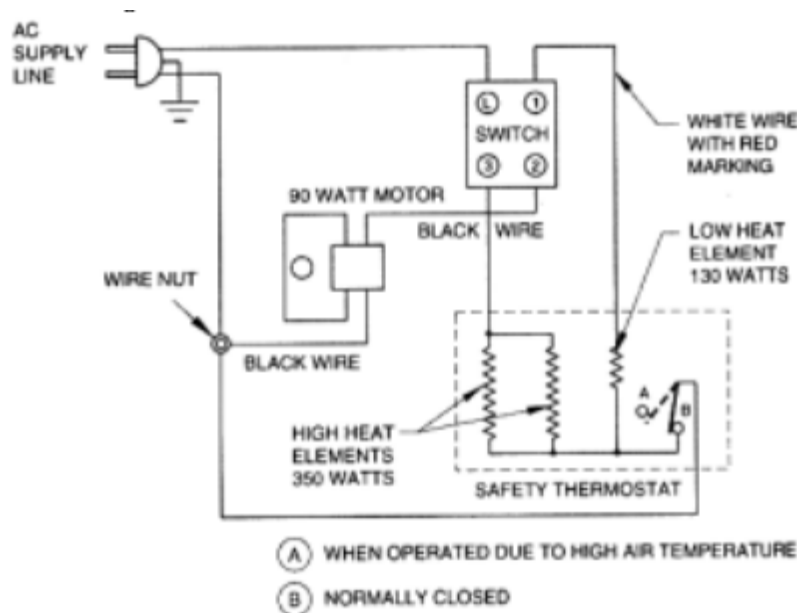 AC
SUPPLY
LINE
L 1
SWITCH
3 2
WHITE WIRE
WITH RED
MARKING
90 WATT MOTOR
BLACK WIRE
LOW HEAT
ELEMENT
130 WATTS
WIRE NUT
BLACK WIRE
A
B
HIGH HEAT
ELEMENTS
350 WATTS
SAFETY THERMOSTAT
A WHEN OPERATED DUE TO HIGH AIR TEMPERATURE
B NORMALLY CLOSED